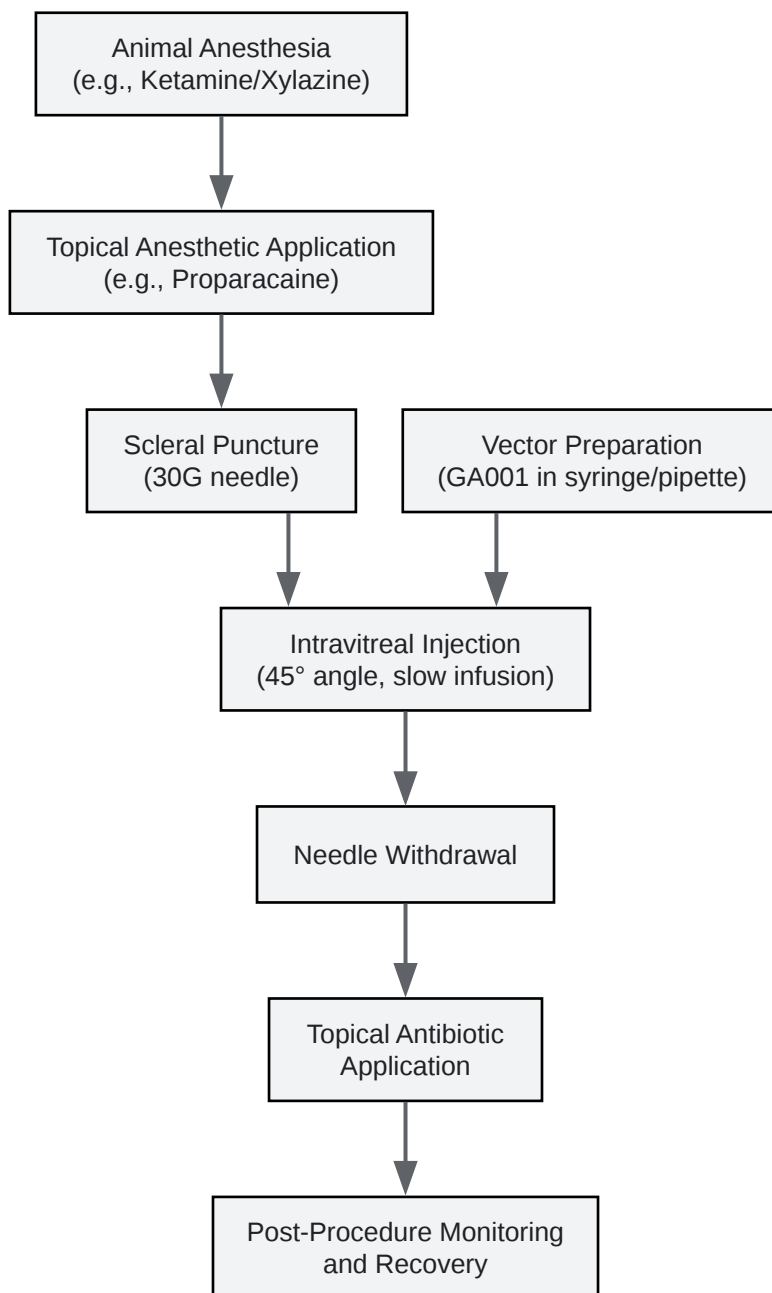 Animal Anesthesia
(e.g., Ketamine/Xylazine)
Topical Anesthetic Application
(e.g., Proparacaine)
Scleral Puncture
(30G needle)
Vector Preparation
(GA001 in syringe/pipette)
Intravitreal Injection
(45° angle, slow infusion)
Needle Withdrawal
Topical Antibiotic
Application
Post-Procedure Monitoring
and Recovery